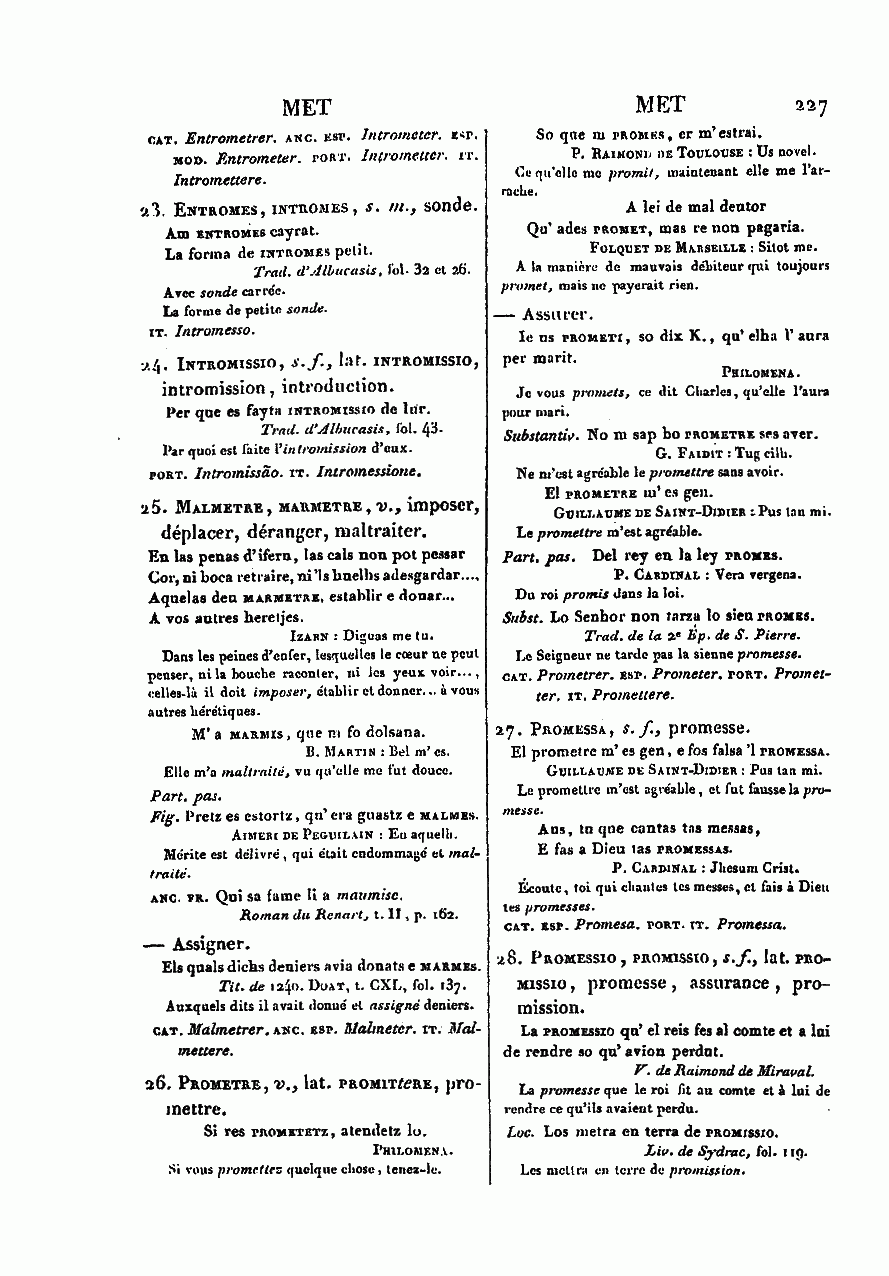 MET
MET 227
CAT. Entrometrer. ANC. ESP. Intrometer. ESP.
MOD. Entrometer. PORT. Intrometter. IT.
Intromettere.
23. ENTROMES, INTROMES, s. m., sonde.
Am ENTROMES cayrat.
La forma de INTROMES petit.
Trad. d'Albucasis, fol. 32 et 26.
Avec sonde carrée.
La forme de petite sonde.
IT. Intromesso.
24. INTROMISSIO, s. f., lat. INTROMISSIO,
intromission, introduction.
Per que es fayta INTROMISSIO de lur.
Trad. d'Albucasis, fol. 43.
Par quoi est faite l'intromission d'eux.
PORT. Intromissão. IT. Intromessione.
25. MALMETRE, MARMETRE, v., imposer,
déplacer, déranger, maltraiter.
En las penas d'ifern, las cals non pot pessar
Cor, ni boca retraire, ni 'ls huelhs adesgardar...,
Aquelas deu MARMETRE, establir e donar...
A vos autres heretjes.
IZARN : Diguas me tu.
Dans les peines d'enfer, lesquelles le cœur ne peut
penser, ni la bouche raconter, ni les yeux voir...,
celles-là il doit imposer, établir et donner... à vous
autres hérétiques.
M' a MARMIS, que m fo dolsana.
B. MARTIN : Bel m' es.
Elle m'a maltraité, vu qu'elle me fut douce.
Part. pas.
Fig. Pretz es estortz, qu' era guastz e MALMES.
AIMERI DE PEGUILAIN : En aquelh.
Mérite est délivré, qui était endommagé et mal-
traité.
ANC. FR. Qui sa fame li a maumise.
Roman du Renart, t. II, p. 162.
— Assigner.
Els quals dichs deniers avia donats e MARMES.
Tit. de 1240. DOAT, t. CXL, fol. 137.
Auxquels dits il avait donné et assigné deniers.
CAT. Malmetrer. ANC. ESP. Malmeter. IT. Mal-
mettere.
26. PROMETRE, v., lat. PROMITTERE, pro-
mettre.
Si res PROMETETZ, atendetz lo.
PHILOMENA.
Si vous promettez quelque chose, tenez-le.
So que m PROMES, er m' estrai.
P. RAIMOND DE TOULOUSE : Us novel.
Ce qu'elle me promit, maintenant elle me l'ar-
rache.
A lei de mal deutor
Qu' ades PROMET, mas re non pagaria.
FOLQUET DE MARSEILLE : Sitot me.
A la manière de mauvais débiteur qui toujours
promet, mais ne payerait rien.
— Assurer.
Ie us PROMETI, so dix K., qu' elha l' aura
per marit.
PHILOMENA.
Je vous promets, ce dit Charles, qu'elle l'aura
pour mari.
Substantiv. No m sap bo PROMETRE ses aver.
G. FAIDIT : Tug cilh.
Ne m'est agréable le promettre sans avoir.
El PROMETRE m' es gen.
GUILLAUME DE SAINT-DIDIER : Pus tan mi.
Le promettre m'est agréable.
Part. pas. Del rey en la ley PROMES.
P. CARDINAL : Vera vergena.
Du roi promis dans la loi.
Subst. Lo Senhor non tarza lo sieu PROMES.
Trad. de la 2e Ép. de S. Pierre.
Le Seigneur ne tarde pas la sienne promesse.
CAT. Prometrer. ESP. Prometer. PORT. Promet-
ter. IT. Promettere.
27. PROMESSA, s. f., promesse.
El prometre m' es gen, e fos falsa 'l PROMESSA.
GUILLAUME DE SAINT-DIDIER : Pus tan mi.
Le promettre m'est agréable, et fut fausse la pro-
messe.
Aus, tu que cantas tas messas,
E fas a Dieu tas PROMESSAS.
P. CARDINAL : Jhesum Crist.
Écoute, toi qui chantes tes messes, et fais à Dieu
tes promesses.
CAT. ESP. Promesa. PORT. IT. Promessa.
28. PROMESSIO, PROMISSIO, s. f., lat. PRO-
MISSIO, promesse, assurance, pro-
mission.
La PROMESSIO qu' el reis fes al comte et a lui
de rendre so qu' avion perdut.
V. de Raimond de Miraval.
La promesse que le roi fit au comte et à lui de
rendre ce qu'ils avaient perdu.
Loc. Los metra en terra de PROMISSIO.
Liv. de Sydrac, fol. 119.
Les mettra en terre de promission.